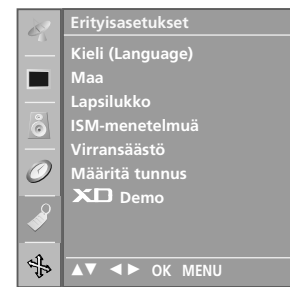 Erityisasetukset
Kieli (Language)
Maa
Lapsilukko
ISM-menetelmuä
Virransäästö
Määritä tunnus
XD Demo
▲▼ ◄► OK MENU